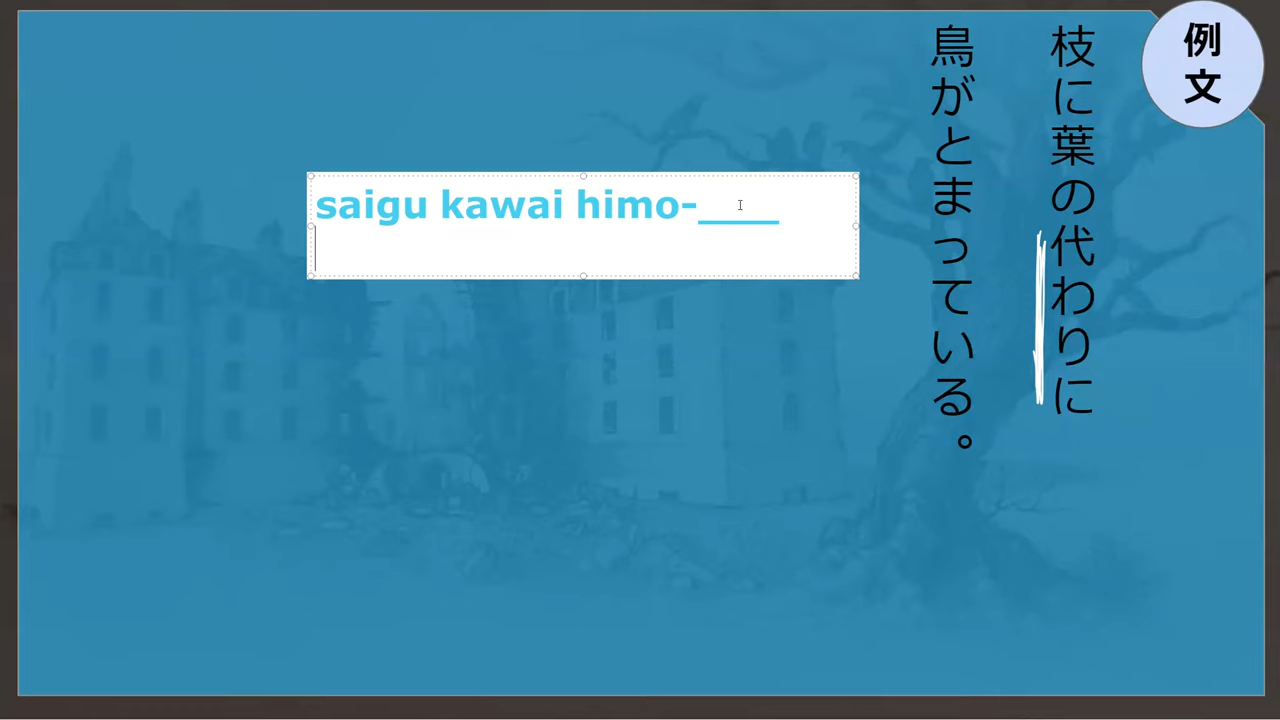 例文
枝に葉の代わりに
鳥がとまっている。
saigu kawai himo-____